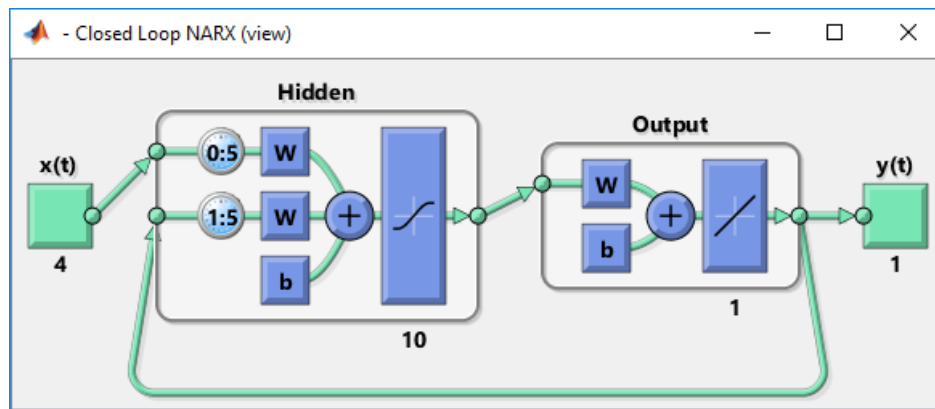 - Closed Loop NARX (view)
Hidden
x(t)
4
0:5
W
1:5
W
b
+
10
Output
W
b
+
1
y(t)
1